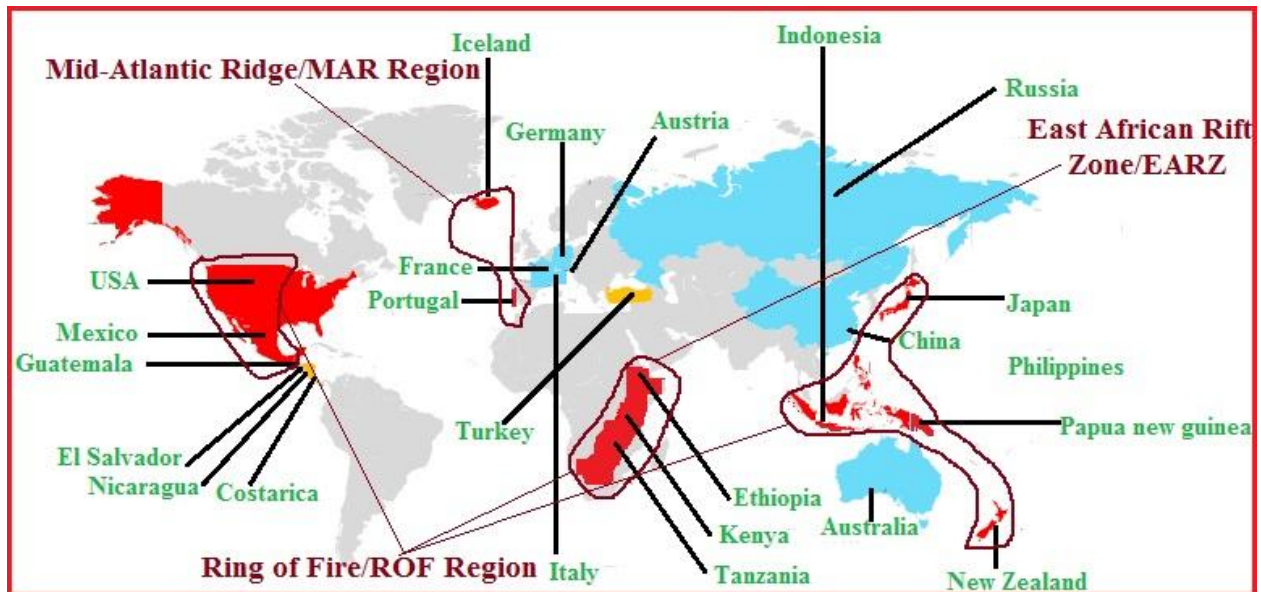 Indonesia
Iceland
Mid-Atlantic Ridge/MAR Region
Russia
Germany
Austria
East African Rift
Zone/EARZ
France
USA
Portugal
Japan
Mexico
China
Guatemala
Philippines
Turkey
Papua new guinea
El Salvador
Nicaragua
Costarica
Ethiopia
Australia
Kenya
Ring of Fire/ROF Region
Italy
Tanzania
New Zealand